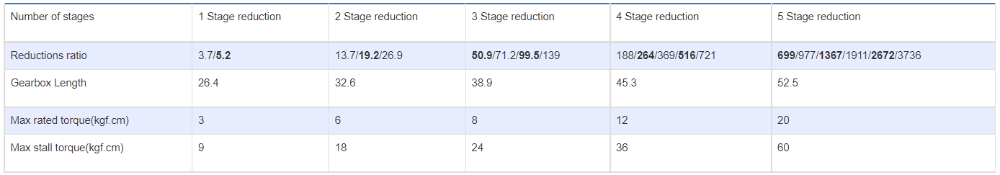 Number of stages 1 Stage reduction 2 Stage reduction 3 Stage reduction 4 Stage reduction 5 Stage reduction
Reductions ratio 3.7/5.2 13.7/19.2/26.9 50.9/71.2/99.5/139 188/264/369/516/721 699/977/1367/1911/2672/3736
Gearbox Length 26.4 32.6 38.9 45.3 52.5
Max rated torque(kgf.cm) 3 6 8 12 20
Max stall torque(kgf.cm) 9 18 24 36 60